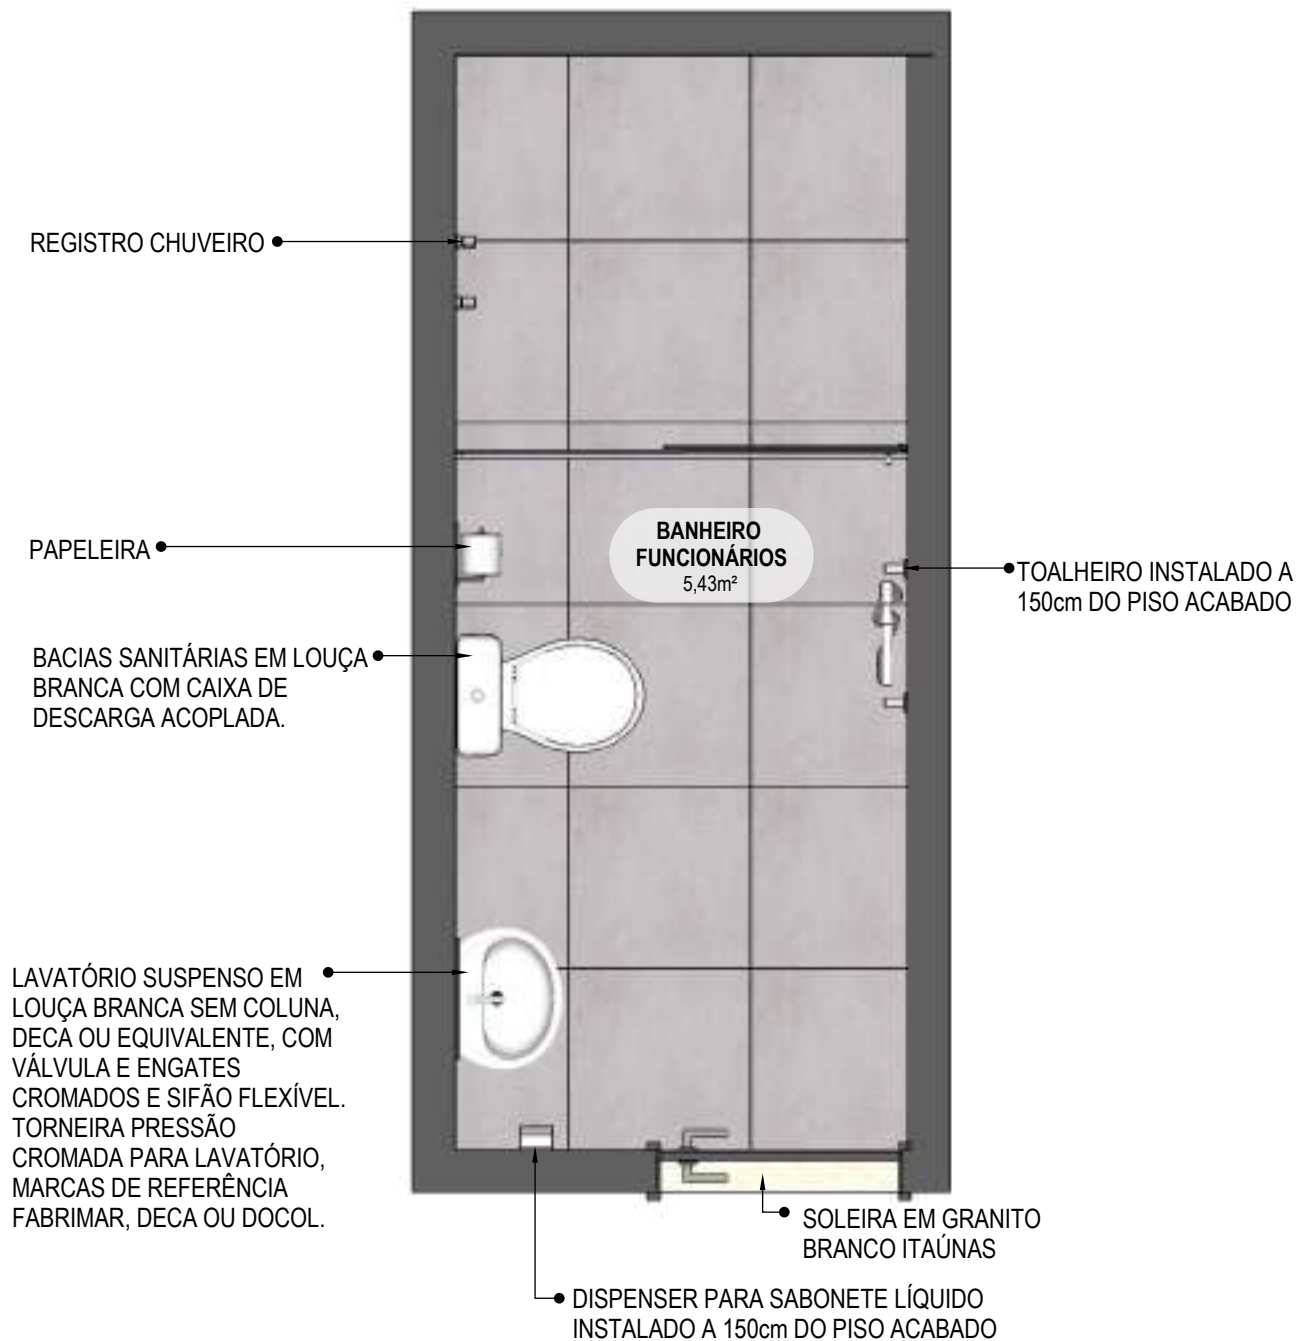 REGISTRO CHUVEIRO
PAPELEIRA
BANHEIRO
FUNCIONÁRIOS
5,43m²
TOALHEIRO INSTALADO A
150cm DO PISO ACABADO
BACIAS SANITÁRIAS EM LOUÇA
BRANCA COM CAIXA DE
DESCARGA ACOPLADA.
LAVATÓRIO SUSPENSO EM
LOUÇA BRANCA SEM COLUNA,
DECA OU EQUIVALENTE, COM
VÁLVULA E ENGATES
CROMADOS E SIFÃO FLEXÍVEL.
TORNEIRA PRESSÃO
CROMADA PARA LAVATÓRIO,
MARCAS DE REFERÊNCIA
FABRIMAR, DECA OU DOCOL.
SOLEIRA EM GRANITO
BRANCO ITAÚNAS
DISPENSER PARA SABONETE LÍQUIDO
INSTALADO A 150cm DO PISO ACABADO